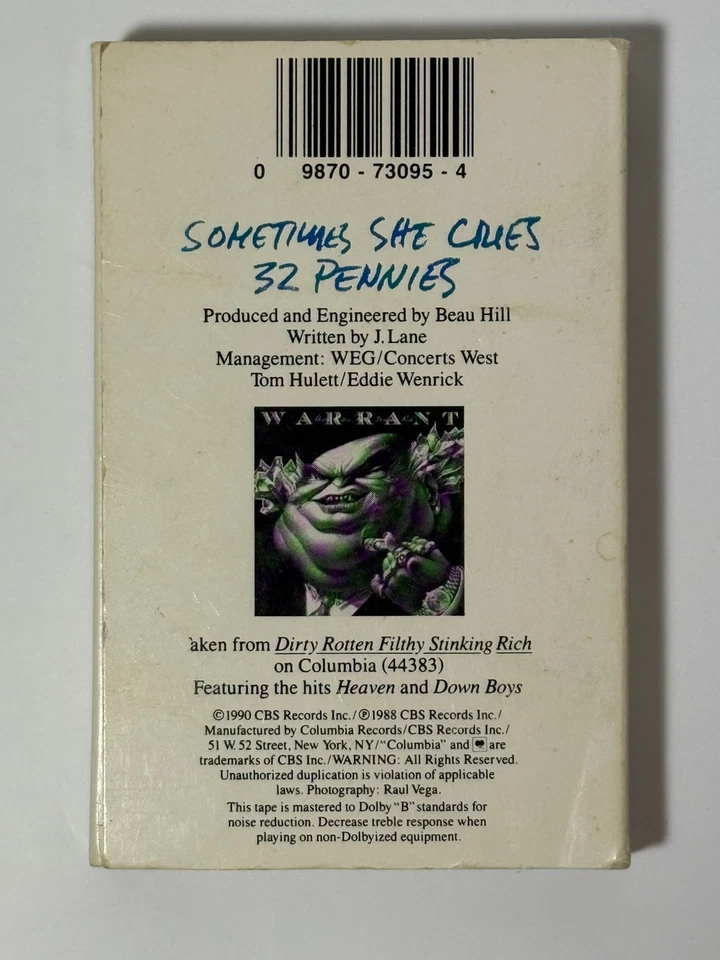 0 9870 - 73095 - 4
SOMETIMES SHE CRIES
32 PENNIES
Produced and Engineered by Beau Hill
Written by J. Lane
Management: WEG/Concerts West
Tom Hulett/Eddie Wenrick
WARRANT
aken from Dirty Rotten Filthy Stinking Rich
on Columbia (44383)
Featuring the hits Heaven and Down Boys
©1990 CBS Records Inc./℗1988 CBS Records Inc./
Manufactured by Columbia Records/CBS Records Inc./
51 W. 52 Street, New York, NY/"Columbia" and are
trademarks of CBS Inc./WARNING: All Rights Reserved.
Unauthorized duplication is violation of applicable
laws. Photography: Raul Vega.
This tape is mastered to Dolby "B" standards for
noise reduction. Decrease treble response when
playing on non-Dolbyized equipment.